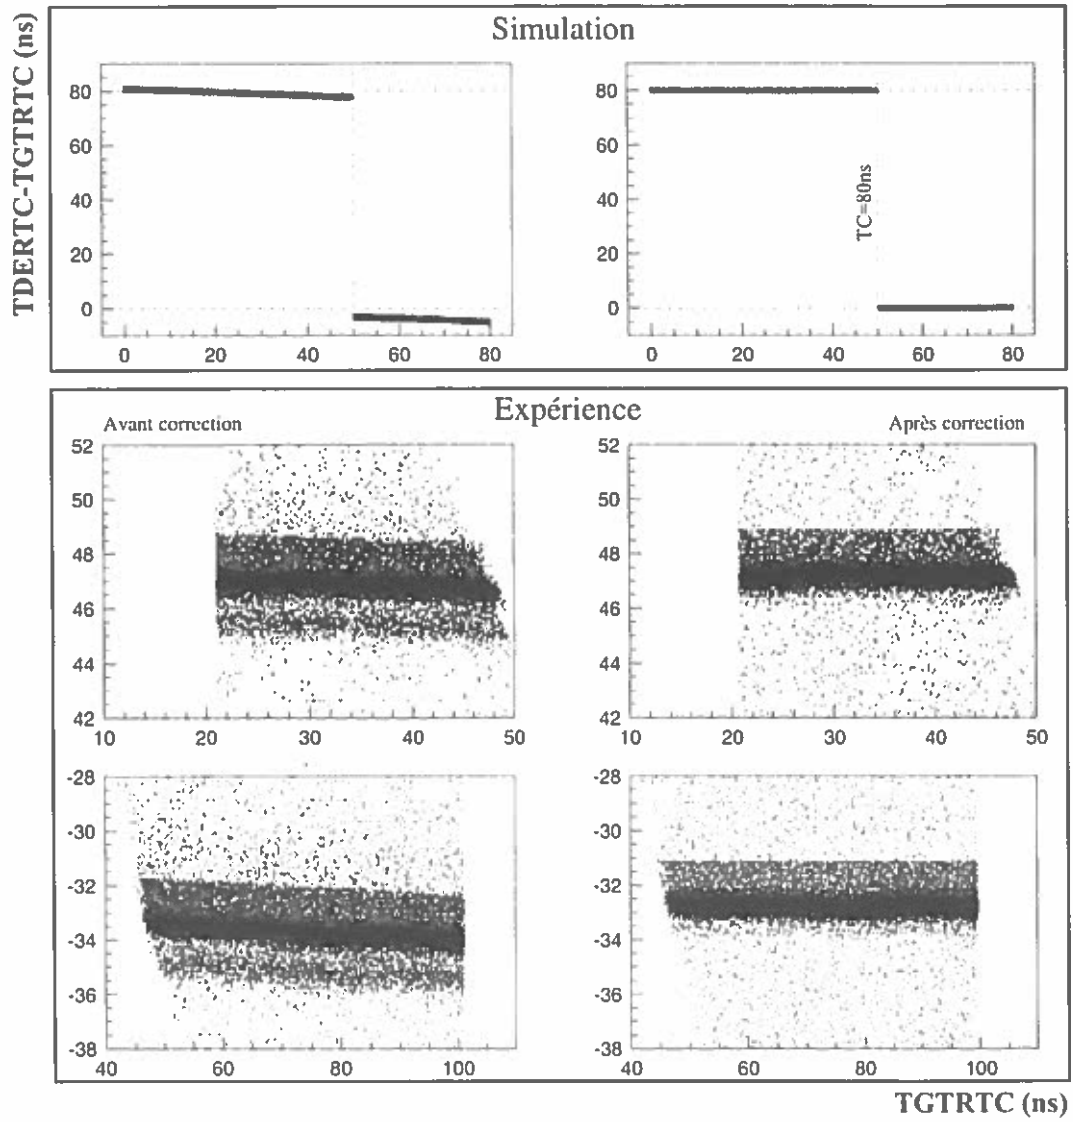 Simulation
TDERTC-TGTRTC (ns)
80
60
40
20
0
0 20 40 60 80
80
60
40
20
0
TC=80ns
0 20 40 60 80
Expérience
Avant correction
Après correction
52
50
48
46
44
42
10 20 30 40 50
52
50
48
46
44
42
10 20 30 40 50
-28
-30
-32
-34
-36
-38
40 60 80 100
-28
-30
-32
-34
-36
-38
40 60 80 100
TGTRTC (ns)